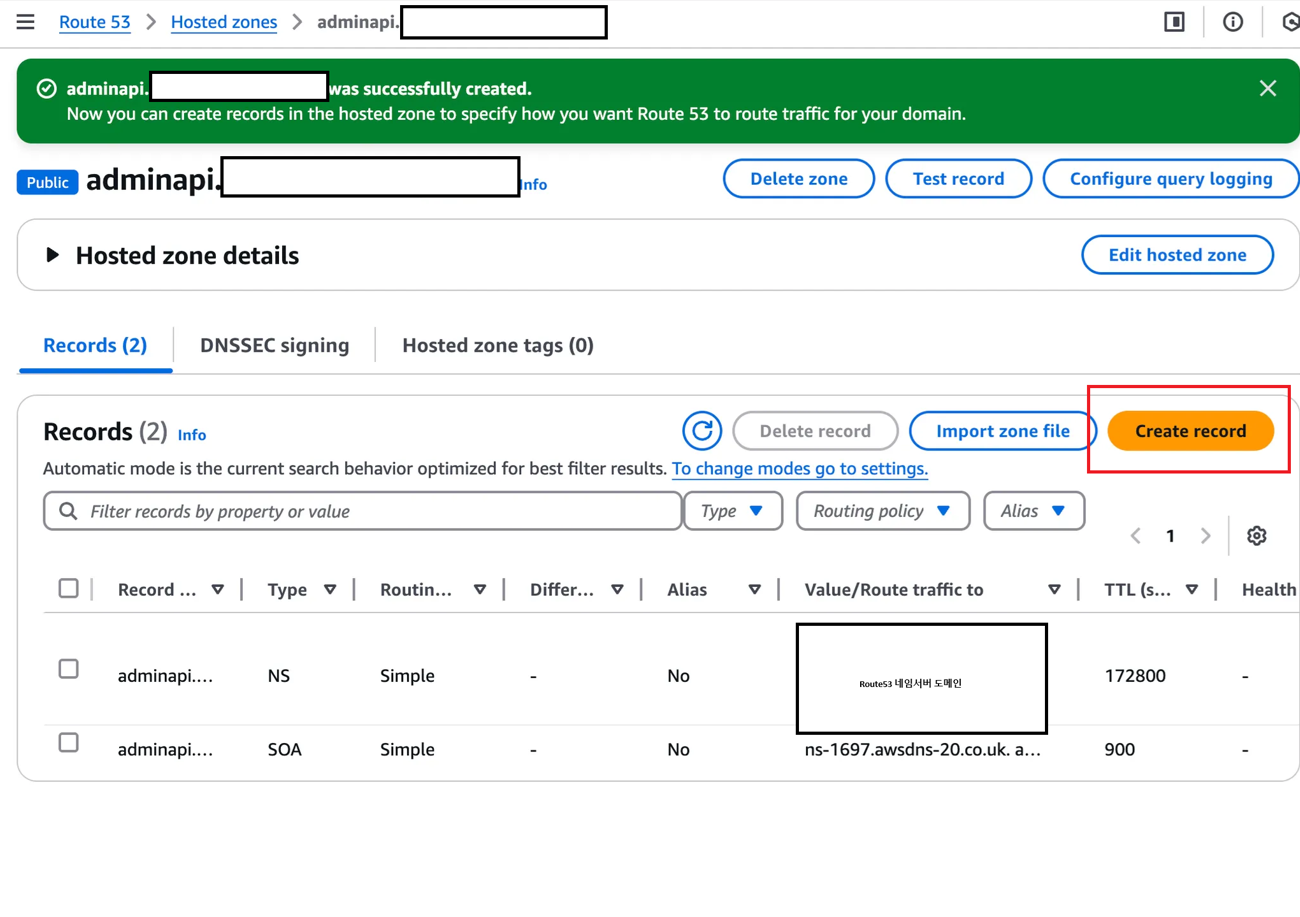 Route 53 > Hosted zones > adminapi.
adminapi. was successfully created.
Now you can create records in the hosted zone to specify how you want Route 53 to route traffic for your domain.
Public adminapi. Info
Delete zone Test record Configure query logging
Hosted zone details
Edit hosted zone
Records (2) DNSSEC signing Hosted zone tags (0)
Records (2) Info
Delete record Import zone file Create record
Automatic mode is the current search behavior optimized for best filter results. To change modes go to settings.
Filter records by property or value Type Routing policy Alias
1
Record ... Type Routin... Differ... Alias Value/Route traffic to TTL (s... Health
adminapi.... NS Simple - No Route53 네임서버 도메인 172800 -
adminapi.... SOA Simple - No ns-1697.awsdns-20.co.uk. a... 900 -